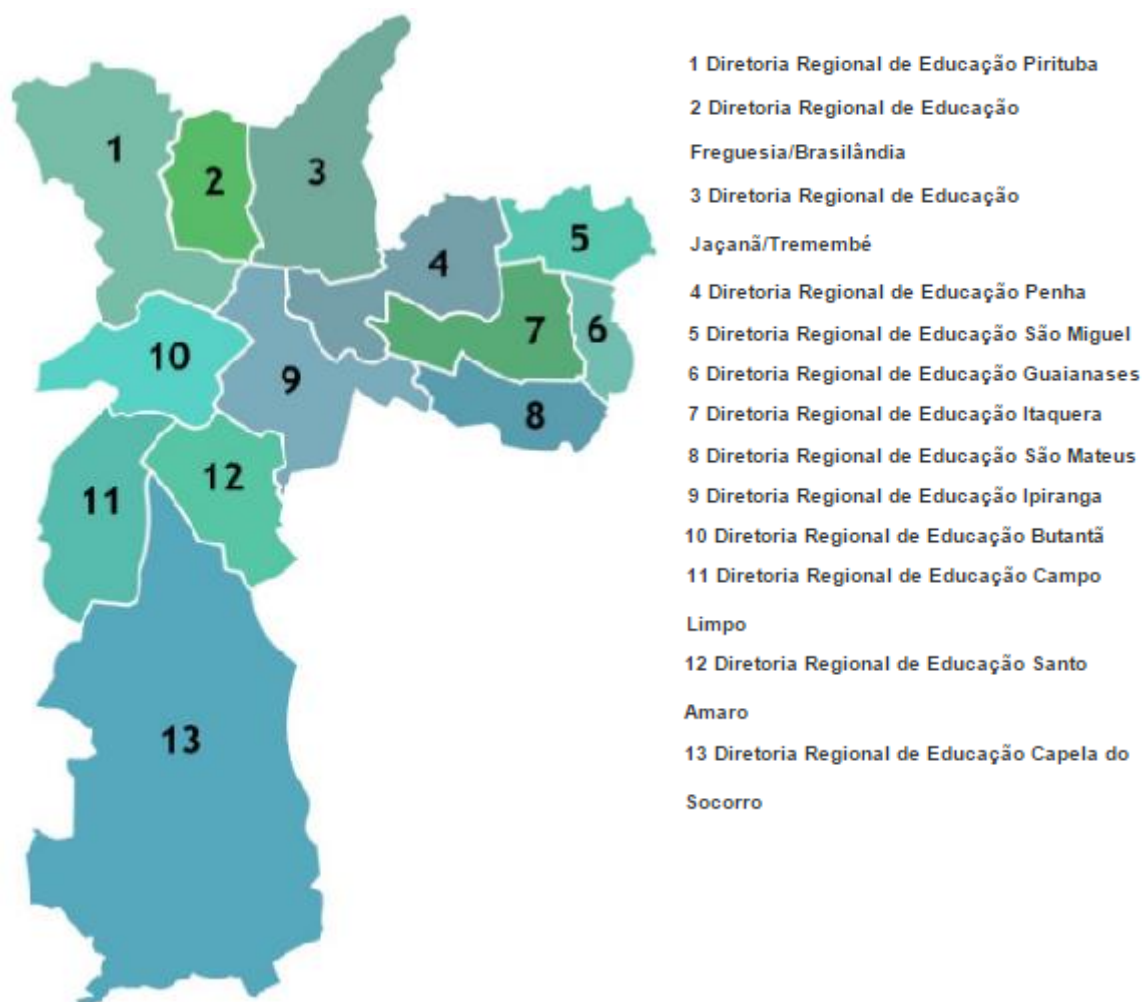 1 Diretoria Regional de Educação Pirituba
2 Diretoria Regional de Educação
Freguesia/Brasilândia
3 Diretoria Regional de Educação
Jaçanã/Tremembé
4 Diretoria Regional de Educação Penha
5 Diretoria Regional de Educação São Miguel
6 Diretoria Regional de Educação Guaianases
7 Diretoria Regional de Educação Itaquera
8 Diretoria Regional de Educação São Mateus
9 Diretoria Regional de Educação Ipiranga
10 Diretoria Regional de Educação Butantã
11 Diretoria Regional de Educação Campo
Limpo
12 Diretoria Regional de Educação Santo
Amaro
13 Diretoria Regional de Educação Capela do
Socorro
1
2
3
4
5
6
7
8
9
10
11
12
13